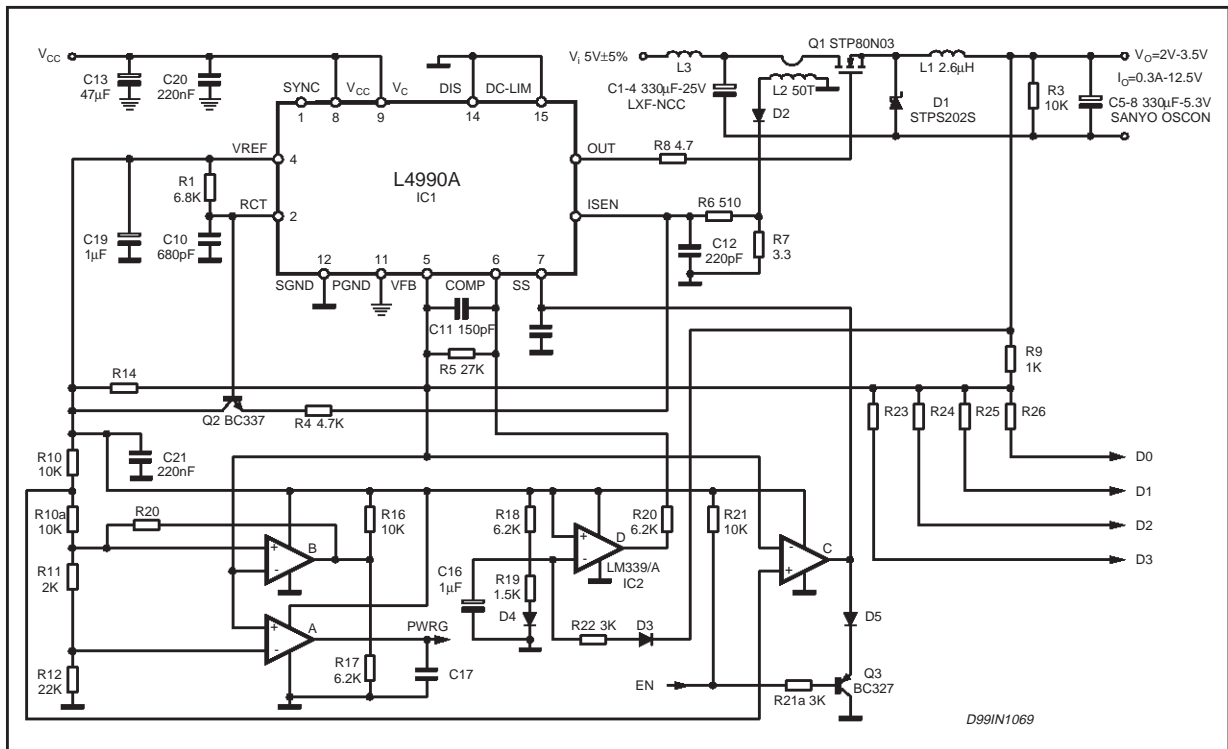 VCC
C13
47µF
C20
220nF
SYNC
1
VCC
8
VC
9
DIS
14
DC-LIM
15
Vi 5V±5%
L3
C1-4 330µF-25V
LXF-NCC
L2 50T
D2
Q1 STP80N03
L1 2.6µH
D1
STPS202S
R3
10K
VO=2V-3.5V
IO=0.3A-12.5V
C5-8 330µF-5.3V
SANYO OSCON
VREF
4
L4990A
IC1
OUT
R8 4.7
R1
6.8K
RCT
2
ISEN
R6 510
C19
1µF
C10
680pF
C12
220pF
R7
3.3
12
11
5
6
7
SGND
PGND
VFB
COMP
SS
C11 150pF
R5 27K
R9
1K
R14
Q2 BC337
R4 4.7K
R23
R24
R25
R26
R10
10K
C21
220nF
D0
R10a
10K
R20
R16
10K
R18
6.2K
R20
6.2K
R21
10K
D1
+
-
B
+
-
D
LM339/A
IC2
-
+
C
D2
D3
R11
2K
C16
1µF
R19
1.5K
D4
+
-
A
PWRG
R22 3K
D3
D5
R12
22K
R17
6.2K
C17
EN
R21a 3K
Q3
BC327
D99IN1069